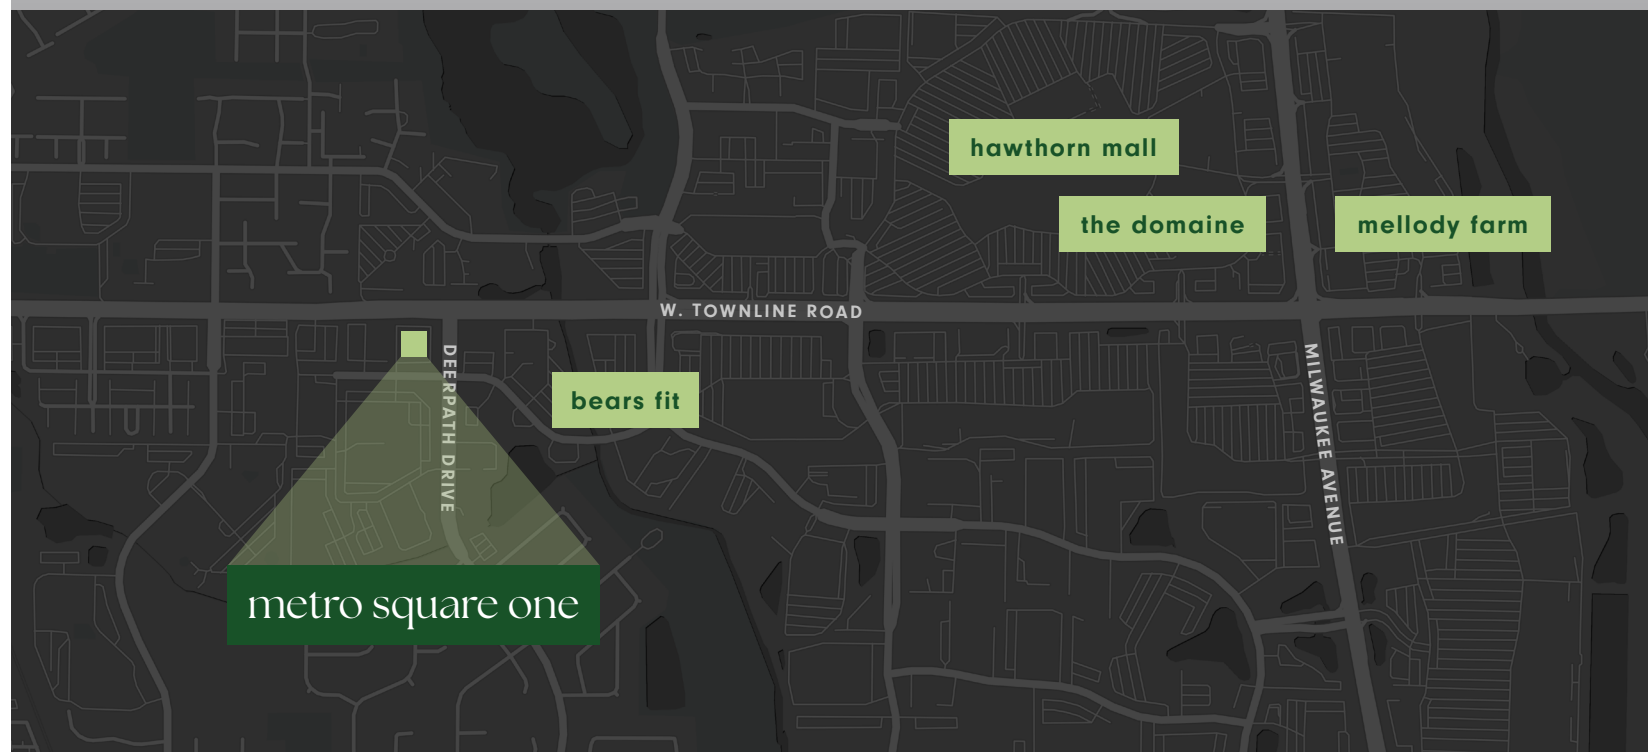 hawthorn mall
the domaine
mellody farm
W. TOWNLINE ROAD
DEERPATH DRIVE
MILWAUKEE AVENUE
bears fit
metro square one